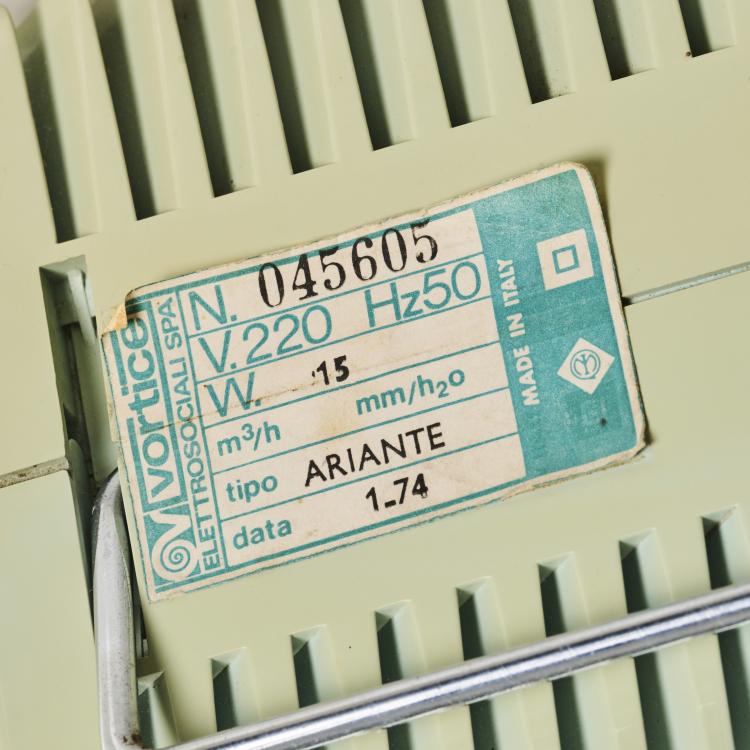 vortice
ELETTROSOCIALI SPA
N. 045605
V. 220 Hz50
W. 15
m³/h mm/h₂o
tipo ARIANTE
data 1-74
MADE IN ITALY